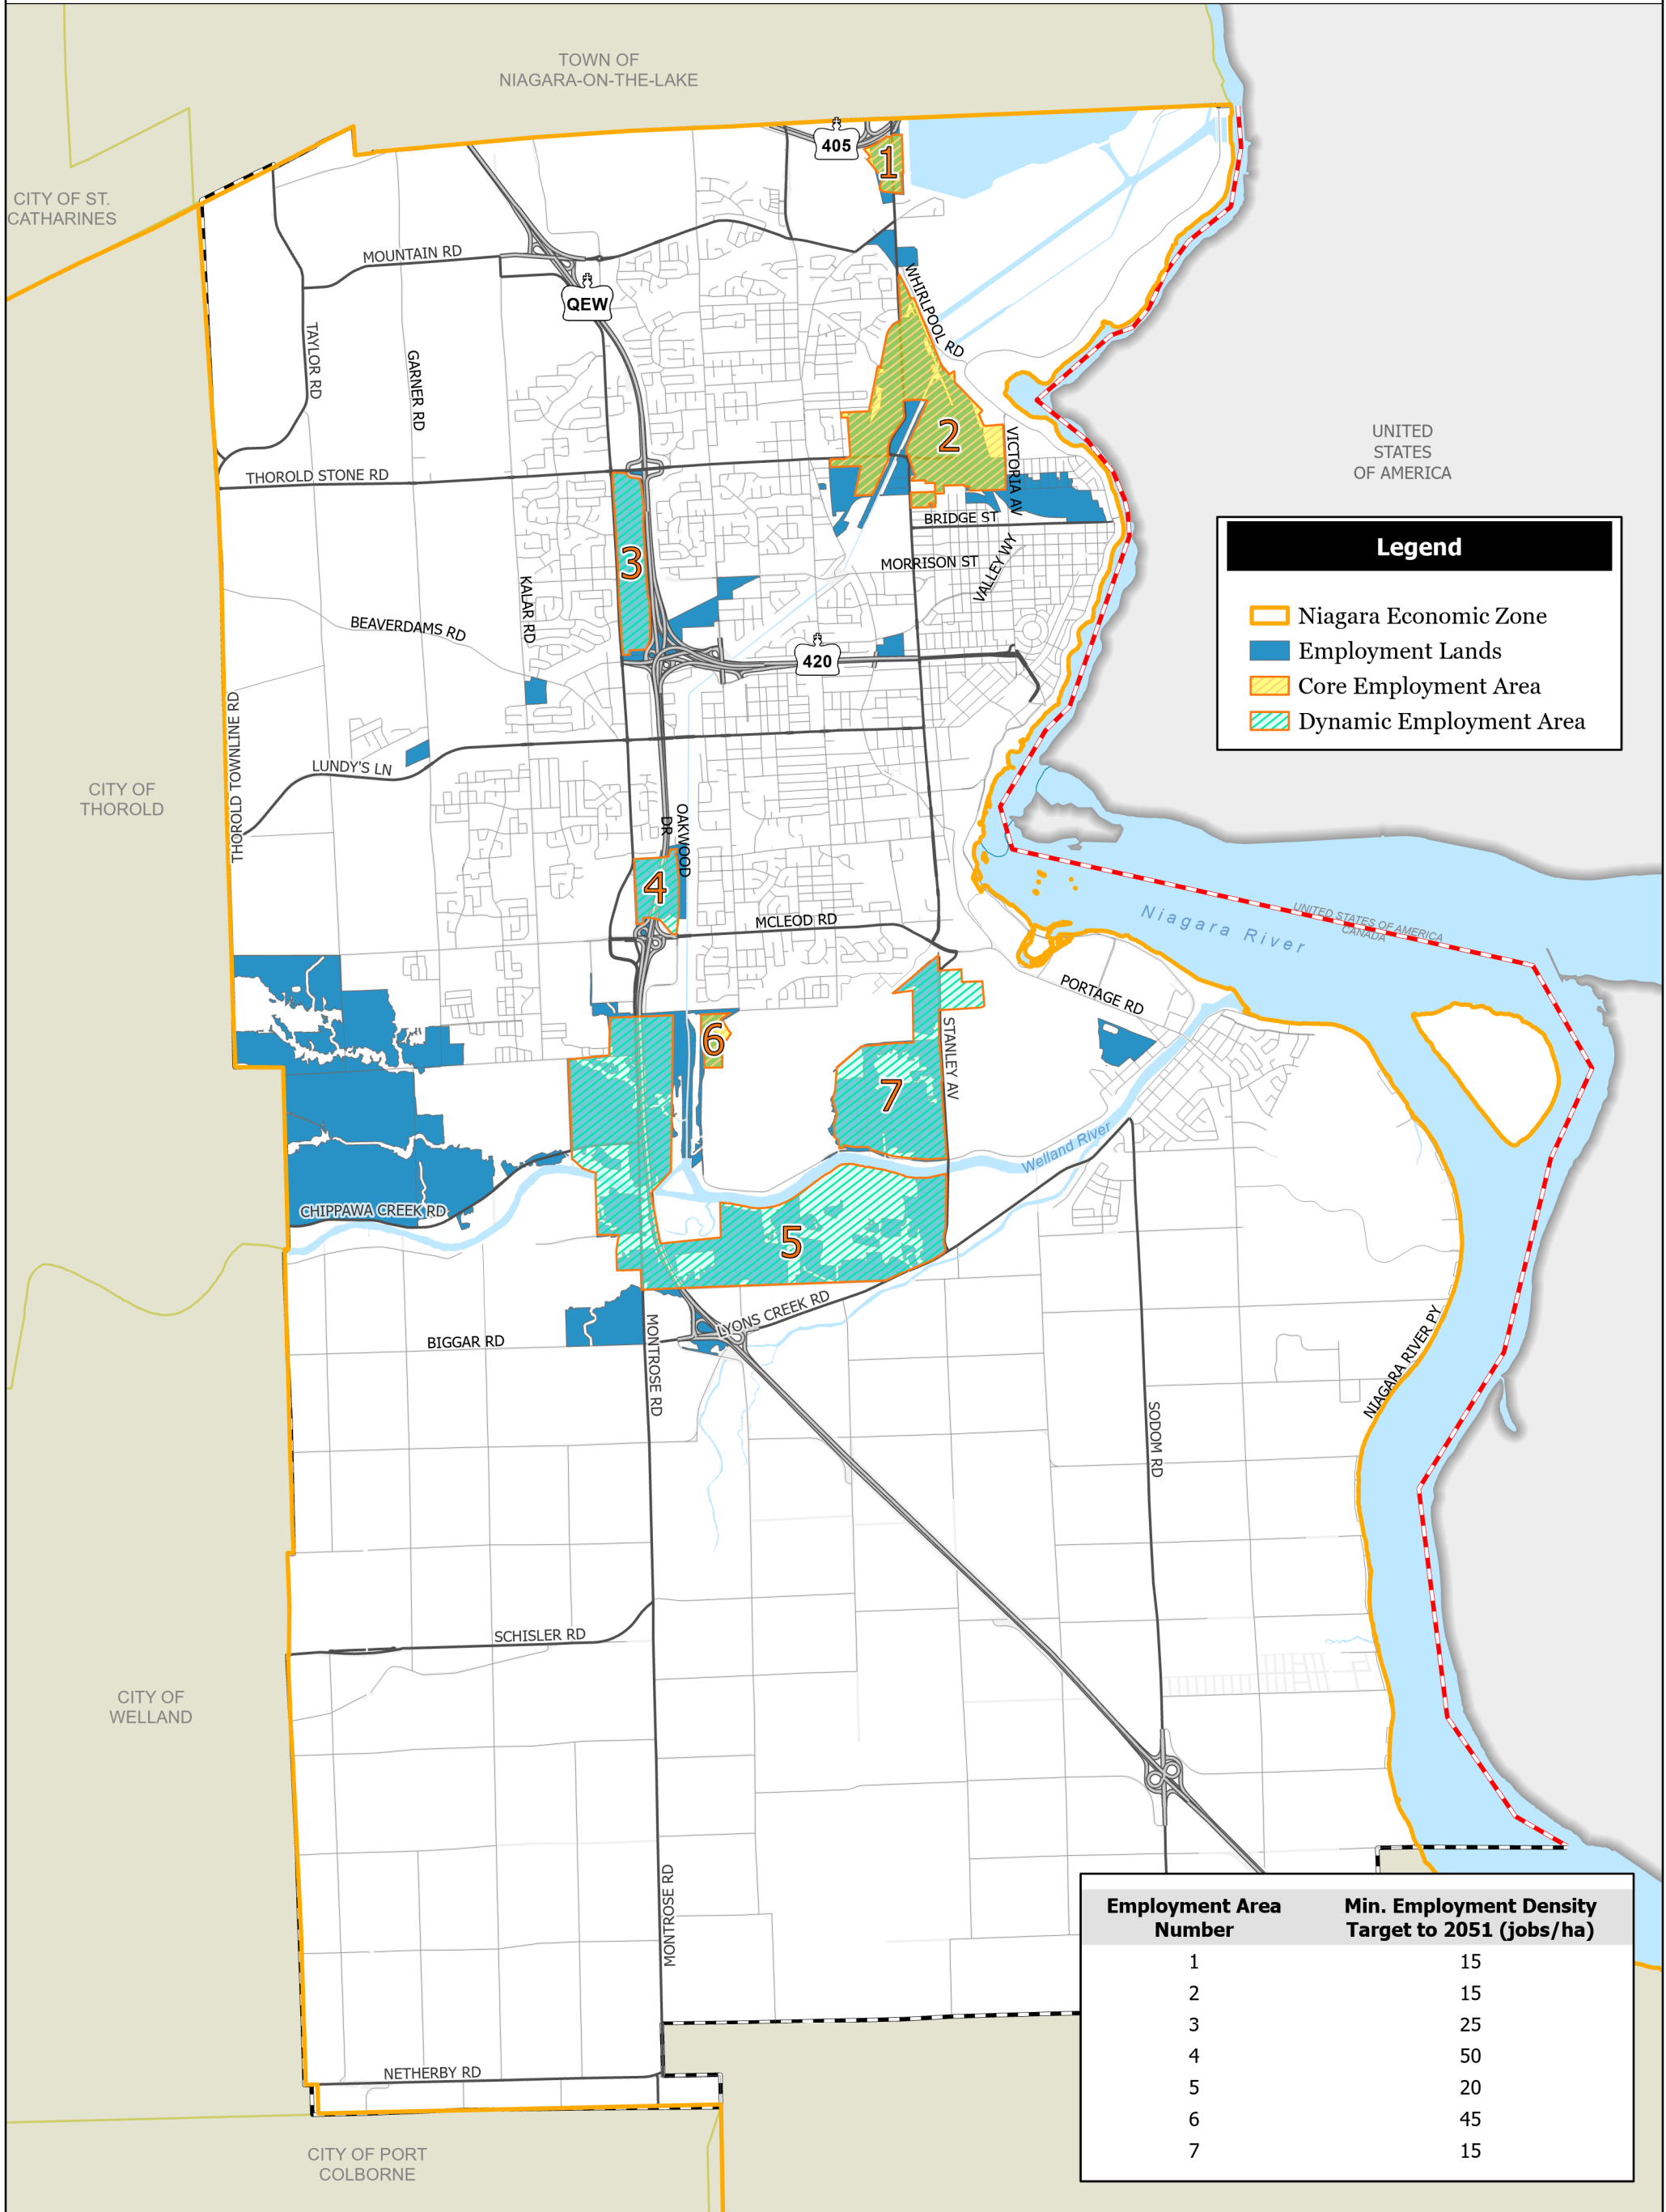 TOWN OF
NIAGARA-ON-THE-LAKE
405
1
CITY OF ST.
CATHARINES
MOUNTAIN RD
QEW
WHIRLPOOL RD
TAYLOR RD
GARNER RD
2
VICTORIA AV
UNITED
STATES
OF AMERICA
THOROLD STONE RD
BRIDGE ST
3
MORRISON ST
VALLEY WY
KALAR RD
BEAVERDAMS RD
420
Legend
Niagara Economic Zone
Employment Lands
Core Employment Area
Dynamic Employment Area
THOROLD TOWNLINE RD
LUNDY'S LN
CITY OF
THOROLD
OAKWOOD
DR
4
MCLEOD RD
Niagara River
UNITED STATES OF AMERICA
CANADA
PORTAGE RD
6
STANLEY AV
7
Welland River
CHIPPAWA CREEK RD
5
LYONS CREEK RD
BIGGAR RD
MONTROSE RD
NIAGARA RIVER PY
SODOM RD
SCHISLER RD
CITY OF
WELLAND
MONTROSE RD
NETHERBY RD
CITY OF PORT
COLBORNE
Employment Area
Number
Min. Employment Density
Target to 2051 (jobs/ha)
1 15
2 15
3 25
4 50
5 20
6 45
7 15